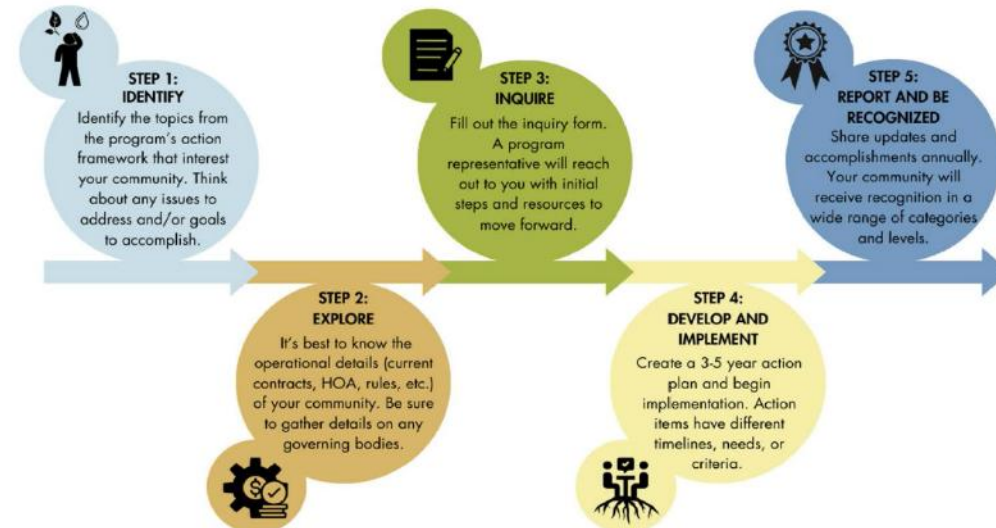 STEP 1:
IDENTIFY
Identify the topics from
the program's action
framework that interest
your community. Think
about any issues to
address and/or goals
to accomplish.
STEP 2:
EXPLORE
It's best to know the
operational details (current
contracts, HOA, rules, etc.)
of your community. Be sure
to gather details on any
governing bodies.
STEP 3:
INQUIRE
Fill out the inquiry form.
A program
representative will reach
out to you with initial
steps and resources to
move forward.
STEP 4:
DEVELOP AND
IMPLEMENT
Create a 3-5 year action
plan and begin
implementation. Action
items have different
timelines, needs, or
criteria.
STEP 5:
REPORT AND BE
RECOGNIZED
Share updates and
accomplishments annually.
Your community will
receive recognition in a
wide range of categories
and levels.